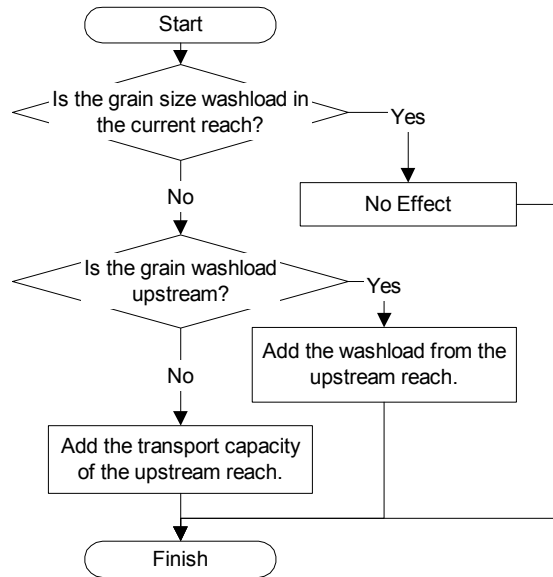 Start
Is the grain size washload in
the current reach?
Yes
No Effect
No
Is the grain washload
upstream?
Yes
Add the washload from the
upstream reach.
No
Add the transport capacity
of the upstream reach.
Finish